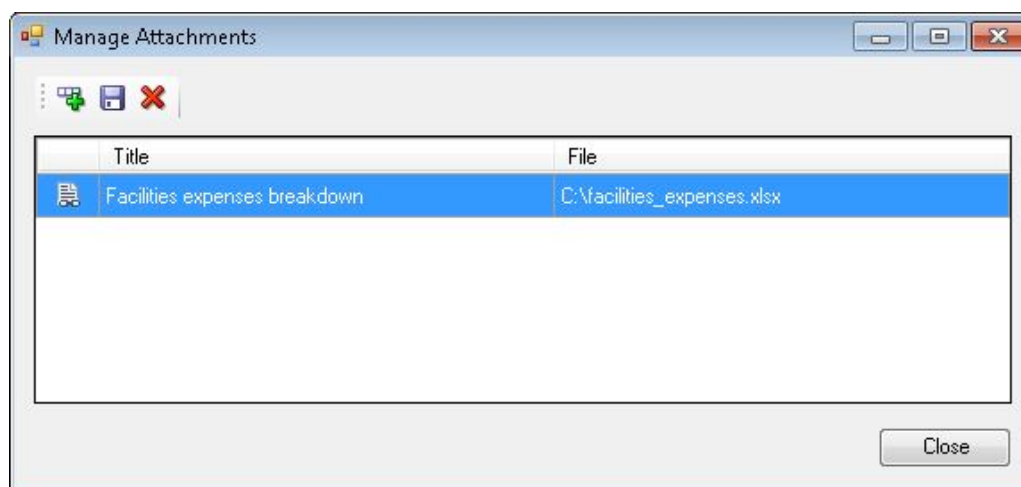 Manage Attachments
Title File
Facilities expenses breakdown C:\facilities_expenses.xlsx
Close